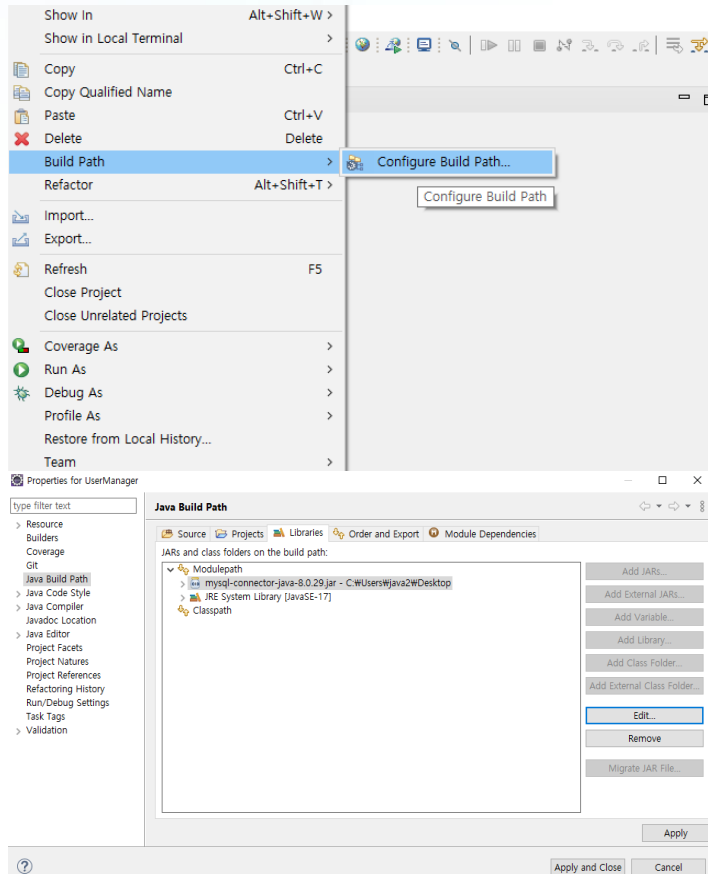 Show In Alt+Shift+W >
Show in Local Terminal >
Copy Ctrl+C
Copy Qualified Name
Paste Ctrl+V
Delete Delete
Build Path >
Configure Build Path...
Refactor Alt+Shift+T >
Configure Build Path
Import...
Export...
Refresh F5
Close Project
Close Unrelated Projects
Coverage As >
Run As >
Debug As >
Profile As >
Restore from Local History...
Team >
Properties for UserManager
type filter text
Resource
Builders
Coverage
Git
Java Build Path
Java Code Style
Java Compiler
Javadoc Location
Java Editor
Project Facets
Project Natures
Project References
Refactoring History
Run/Debug Settings
Task Tags
Validation
Java Build Path
Source Projects Libraries Order and Export Module Dependencies
JARs and class folders on the build path:
Modulepath
mysql-connector-java-8.0.29.jar - C:₩Users₩java2₩Desktop
JRE System Library [JavaSE-17]
Classpath
Add JARs...
Add External JARs...
Add Variable...
Add Library...
Add Class Folder...
Add External Class Folder...
Edit...
Remove
Migrate JAR File...
Apply
Apply and Close Cancel